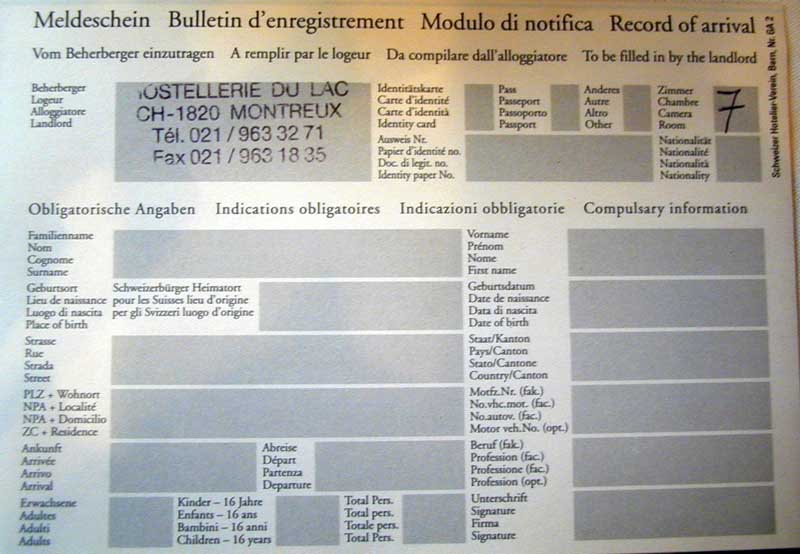 Meldeschein Bulletin d'enregistrement Modulo di notifica Record of arrival
Vom Beherberger einzutragen A remplir par le logeur Da compilare dall'alloggiatore To be filled in by the landlord
Beherberger
Logeur
Alloggiatore
Landlord
HOSTELLERIE DU LAC
CH-1820 MONTREUX
Tél. 021 / 963 32 71
Fax 021 / 963 18 35
Identitätskarte
Carte d'identité
Carte d'identità
Identity card
Pass
Passeport
Passoporto
Passport
Anderes
Autre
Altro
Other
Zimmer
Chambre
Camera
Room
7
Ausweis Nr.
Papier d'identité no.
Doc. di legit. no.
Identity paper No.
Nationalität
Nationalité
Nationalità
Nationality
Schweizer Hotelier-Verein, Bern, Nr. 6A 2
Obligatorische Angaben Indications obligatoires Indicazioni obbligatorie Compulsary information
Familienname
Nom
Cognome
Surname
Vorname
Prénom
Nome
First name
Geburtsort
Lieu de naissance
Luogo di nascita
Place of birth
Schweizerbürger Heimatort
pour les Suisses lieu d'origine
per gli Svizzeri luogo d'origine
Geburtsdatum
Date de naissance
Data di nascita
Date of birth
Strasse
Rue
Strada
Street
Staat/Kanton
Pays/Canton
Stato/Cantone
Country/Canton
PLZ + Wohnort
NPA + Localité
NPA + Domicilio
ZC + Residence
Motfz.Nr. (fak.)
No.vhc.mot. (fac.)
No.autov. (fac.)
Motor veh.No. (opt.)
Ankunft
Arrivée
Arrivo
Arrival
Abreise
Départ
Partenza
Departure
Beruf (fak.)
Profession (fac.)
Professione (fac.)
Profession (opt.)
Erwachsene
Adultes
Adulti
Adults
Kinder – 16 Jahre
Enfants – 16 ans
Bambini – 16 anni
Children – 16 years
Total Pers.
Total pers.
Totale pers.
Total Pers.
Unterschrift
Signature
Firma
Signature